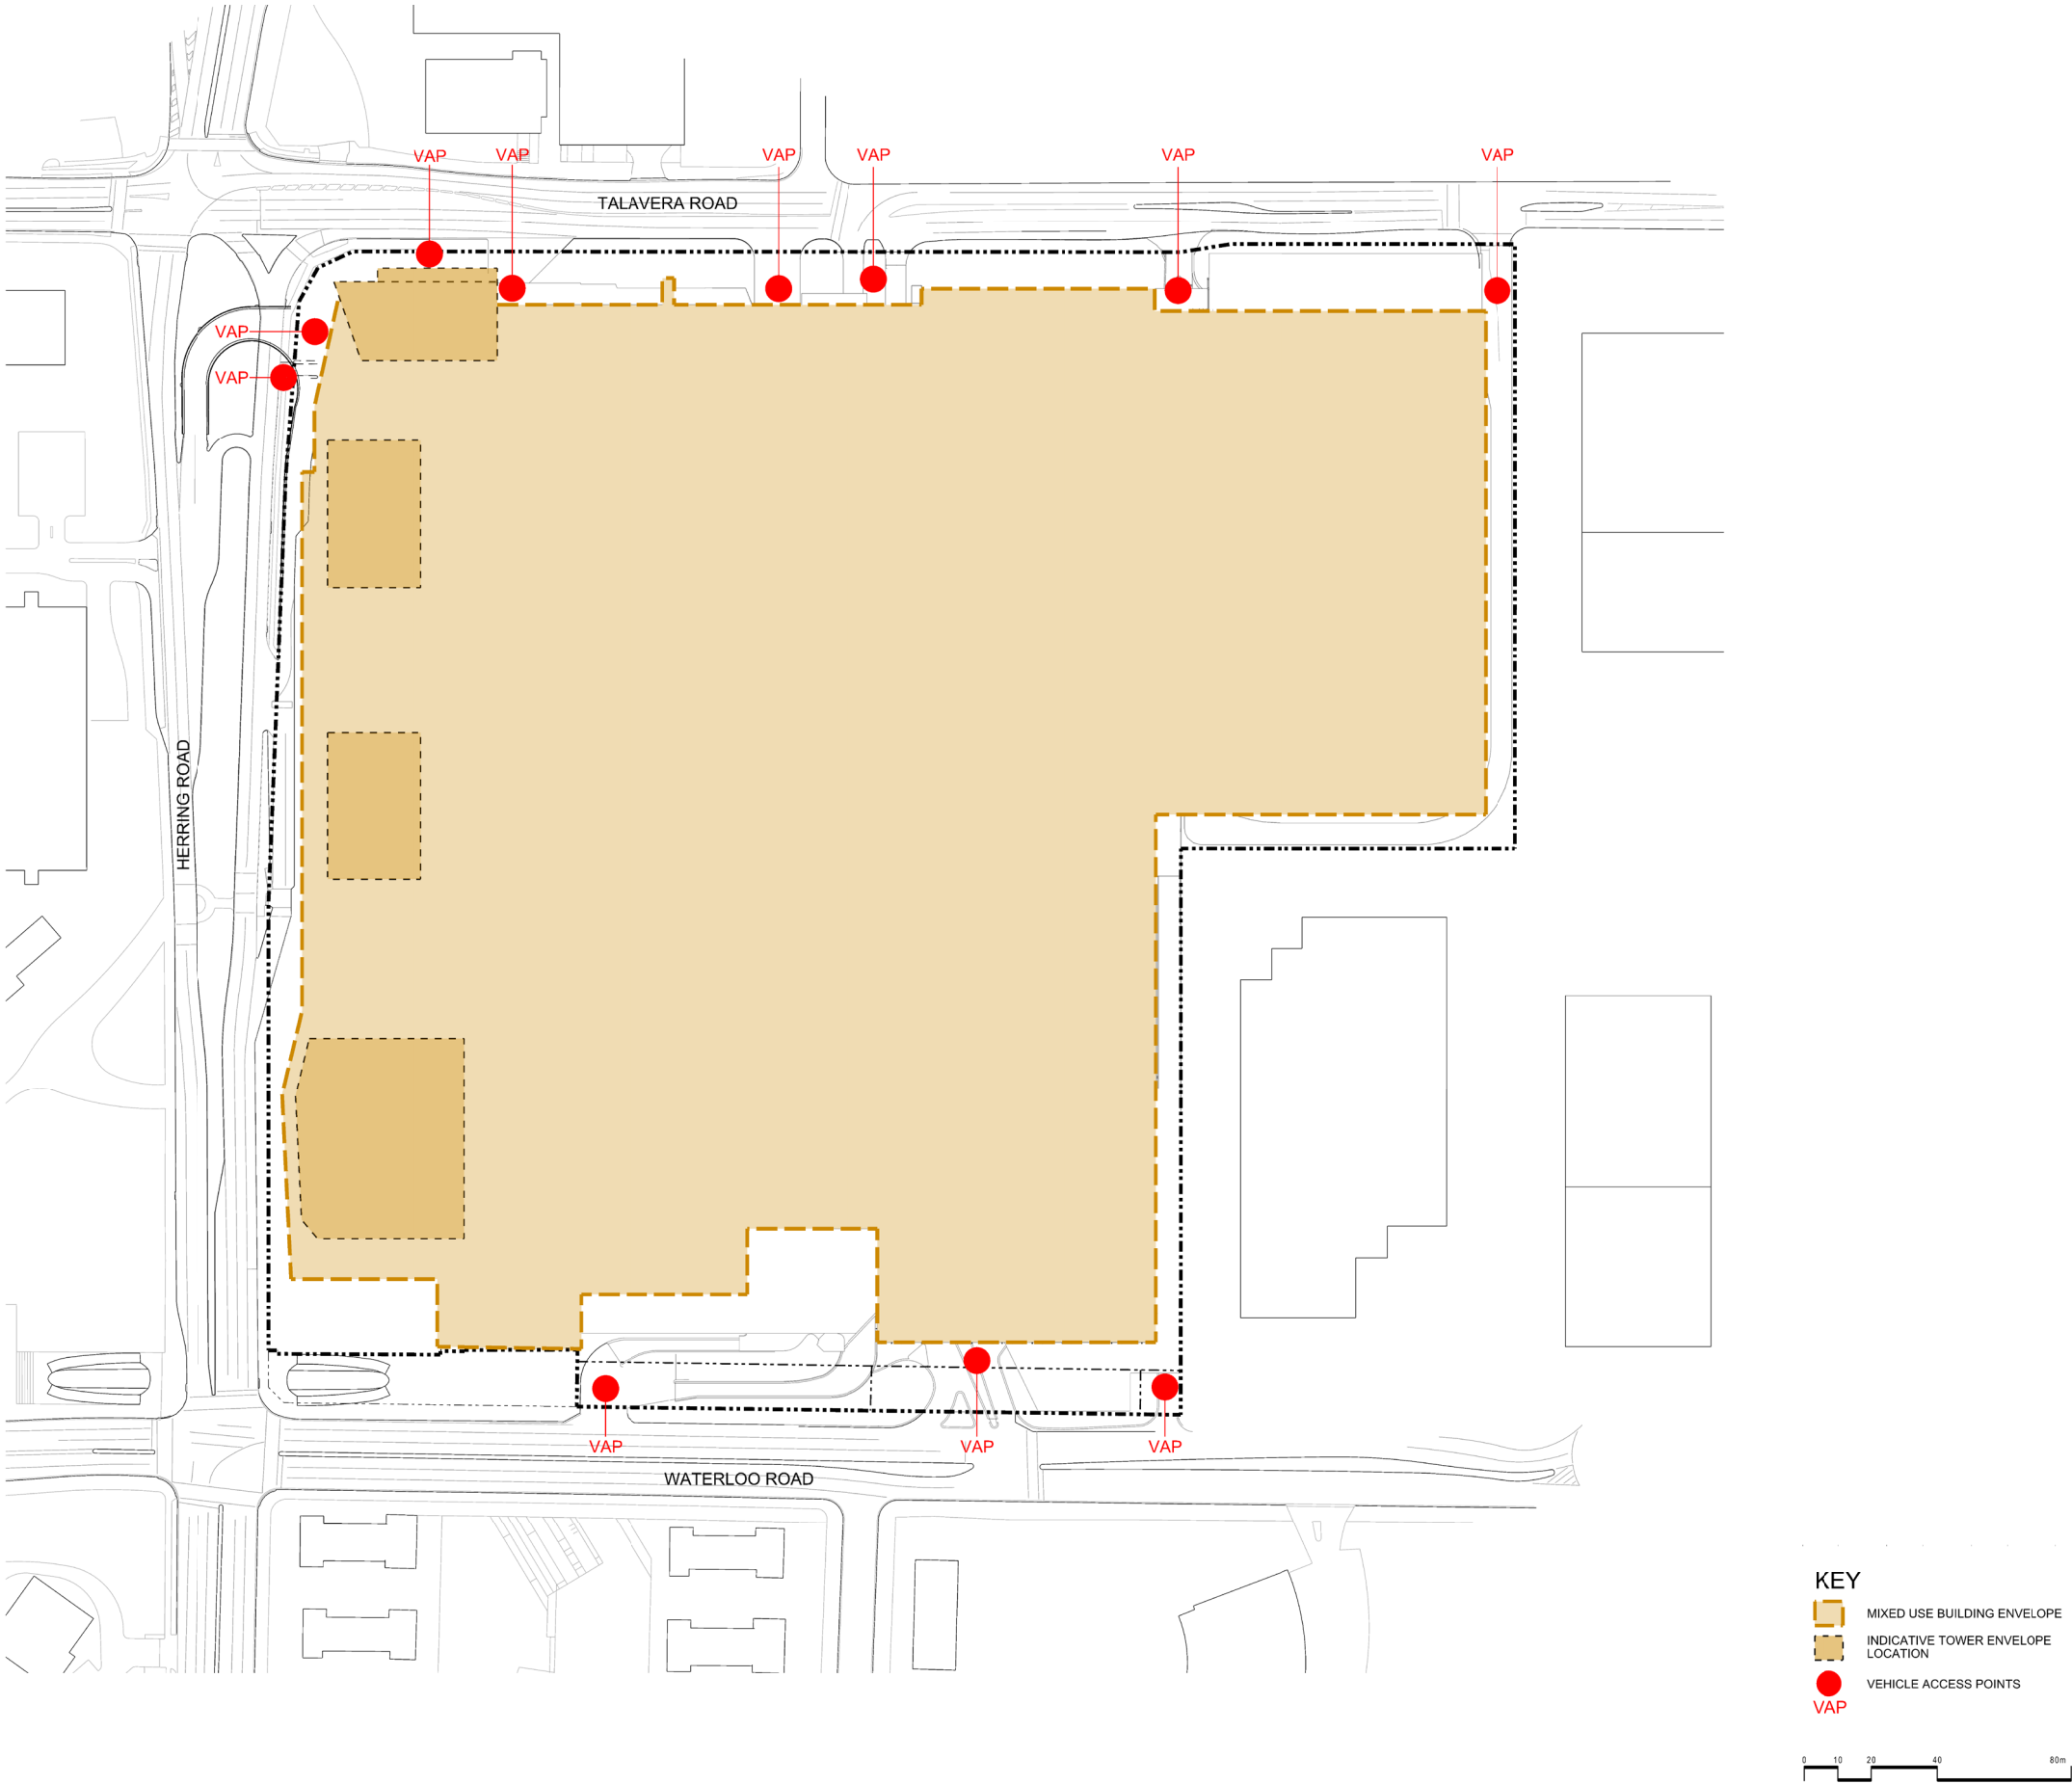 VAP
VAP
VAP
VAP
VAP
VAP
TALAVERA ROAD
VAP
VAP
HERRING ROAD
VAP
VAP
VAP
WATERLOO ROAD
KEY
MIXED USE BUILDING ENVELOPE
INDICATIVE TOWER ENVELOPE
LOCATION
VEHICLE ACCESS POINTS
VAP
0 10 20 40 80m